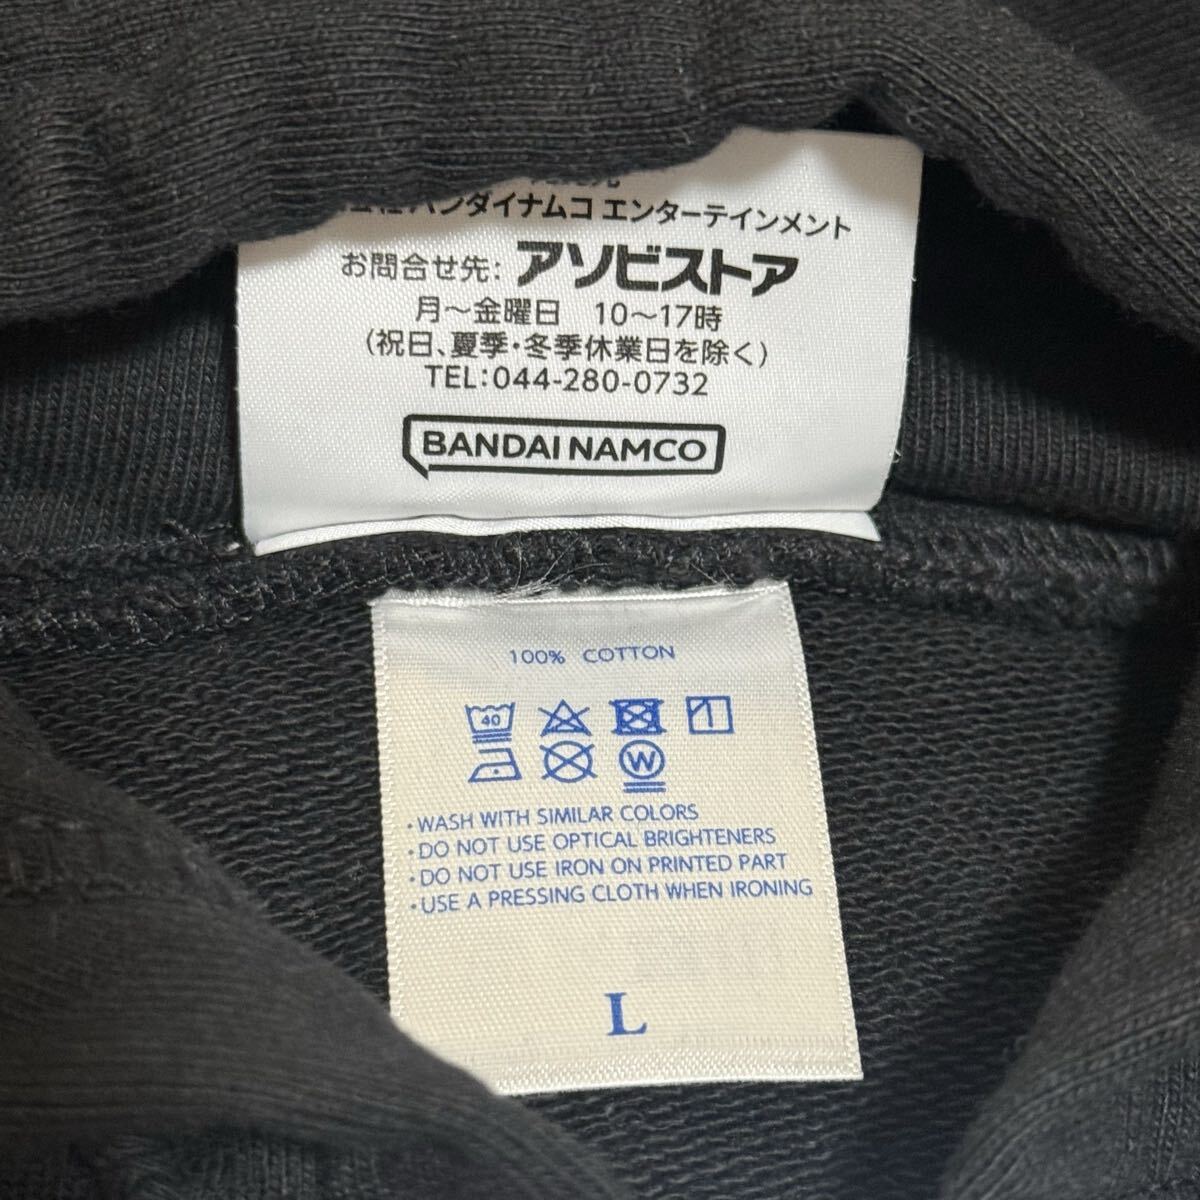 バンダイナムコ エンターテインメント
お問合せ先: アソビストア
月〜金曜日 10〜17時
(祝日、夏季・冬季休業日を除く)
TEL:044-280-0732
BANDAI NAMCO
100% COTTON
40
W
・WASH WITH SIMILAR COLORS
・DO NOT USE OPTICAL BRIGHTENERS
・DO NOT USE IRON ON PRINTED PART
・USE A PRESSING CLOTH WHEN IRONING
L